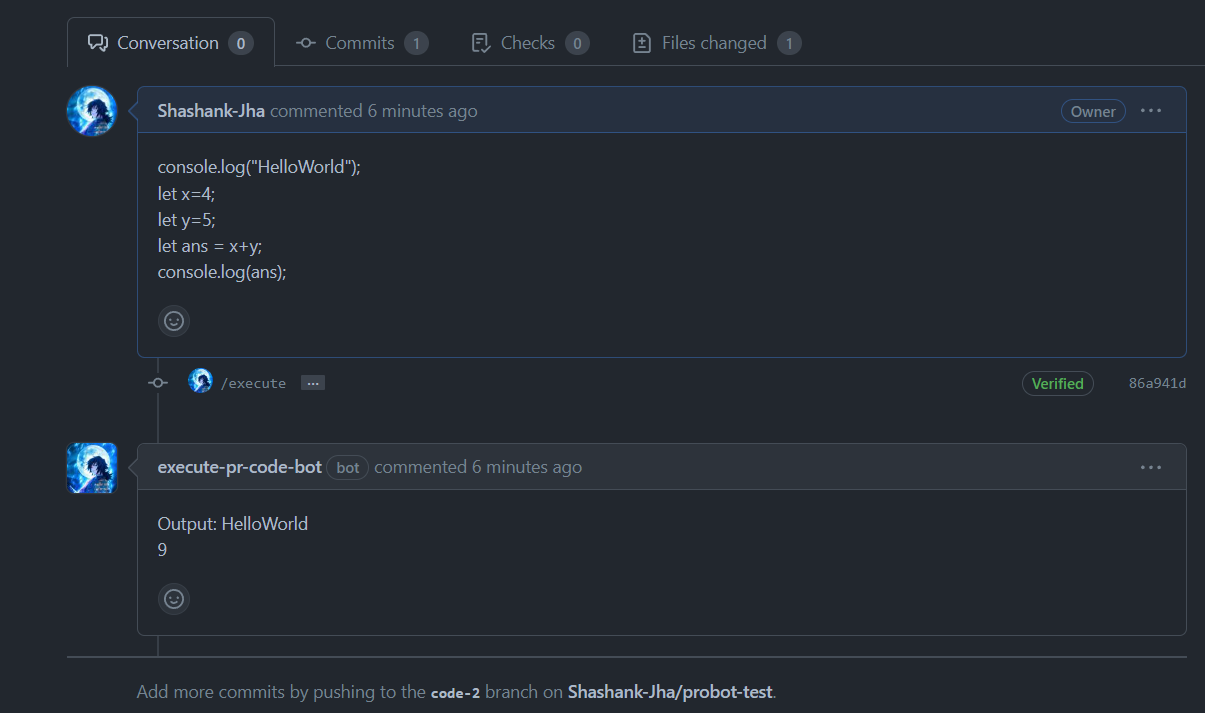 Conversation 0 Commits 1 Checks 0 Files changed 1
Shashank-Jha commented 6 minutes ago Owner ...
console.log("HelloWorld");
let x=4;
let y=5;
let ans = x+y;
console.log(ans);
/execute ... Verified 86a941d
execute-pr-code-bot bot commented 6 minutes ago ...
Output: HelloWorld
9
Add more commits by pushing to the code-2 branch on Shashank-Jha/probot-test.